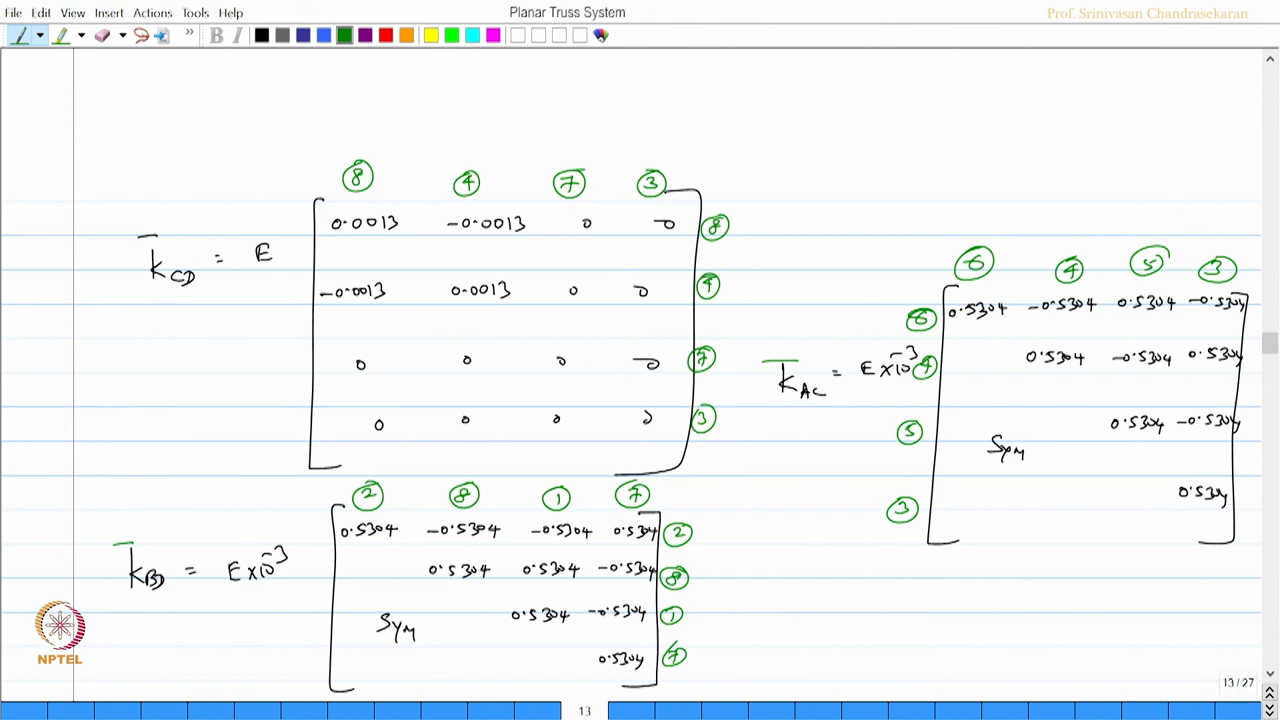 File Edit View Insert Actions Tools Help
Planar Truss System
Prof. Srinivasan Chandrasekaran
B I
8 4 7 3
K̅CD = E
0.0013 -0.0013 0 0 8
-0.0013 0.0013 0 0 4
0 0 0 0 7
0 0 0 0 3
6 4 5 3
K̅AC = E×10⁻³
6 0.5304 -0.5304 0.5304 -0.5304
4 0.5304 -0.5304 0.5304
5 0.5304 -0.5304
Sym
3 0.5304
2 8 1 7
K̅BD = E×10⁻³
0.5304 -0.5304 -0.5304 0.5304 2
0.5304 0.5304 -0.5304 8
Sym 0.5304 -0.5304 1
0.5304 7
NPTEL
13 / 27
13